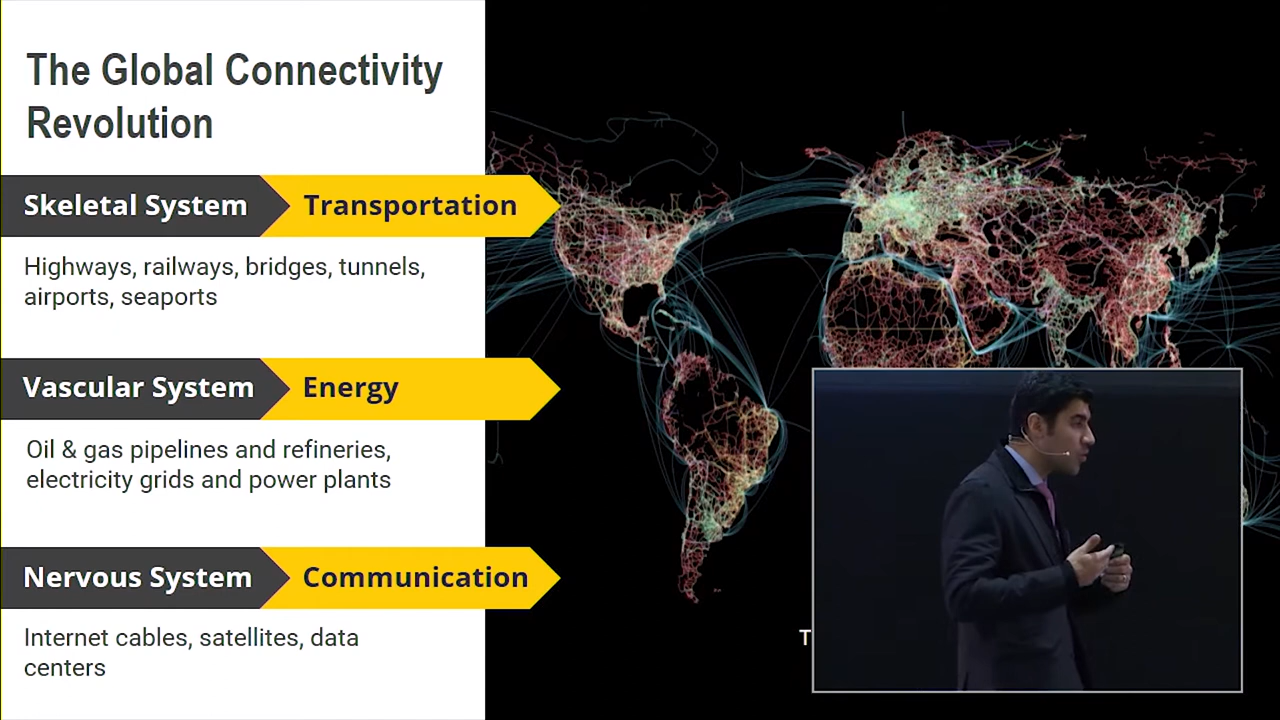 The Global Connectivity
Revolution
Skeletal System Transportation
Highways, railways, bridges, tunnels,
airports, seaports
Vascular System Energy
Oil & gas pipelines and refineries,
electricity grids and power plants
Nervous System Communication
Internet cables, satellites, data
centers
T